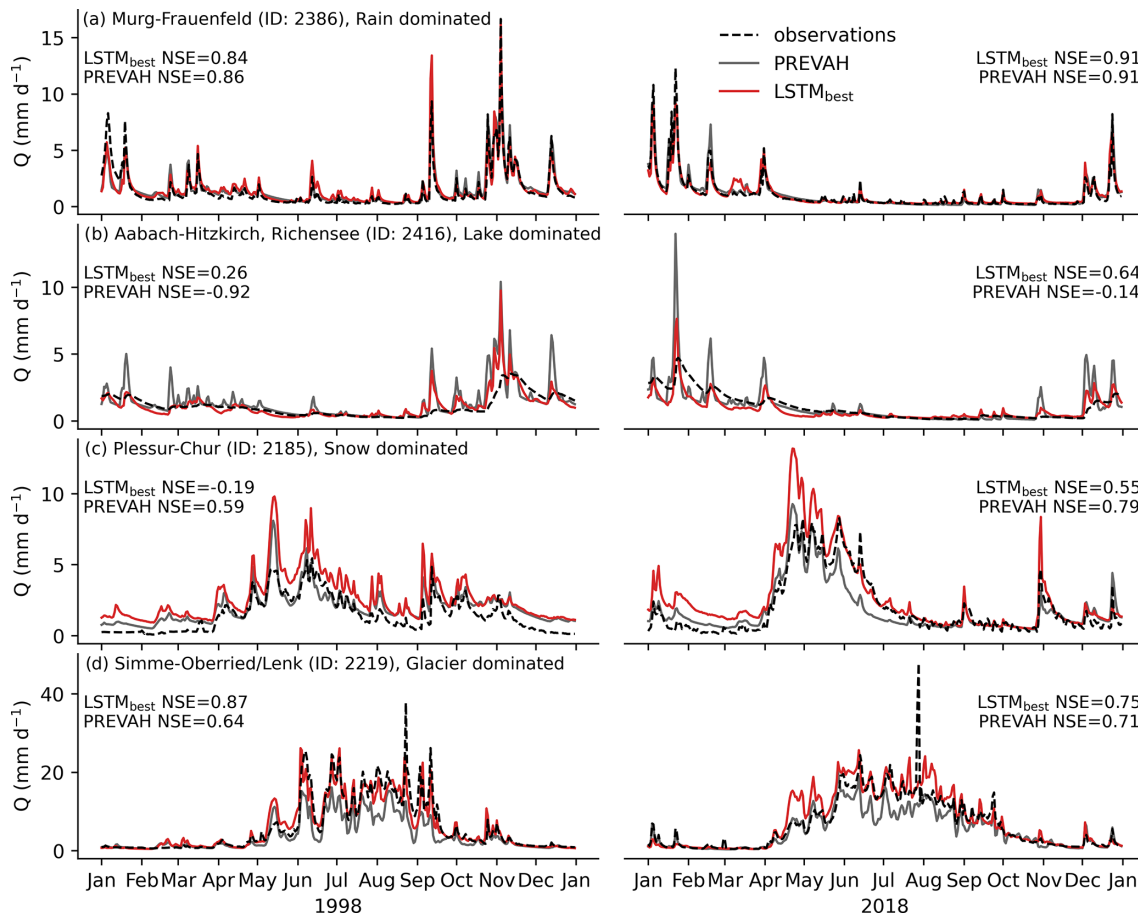 (a) Murg-Frauenfeld (ID: 2386), Rain dominated
LSTMbest NSE=0.84
PREVAH NSE=0.86
observations
PREVAH
LSTMbest
LSTMbest NSE=0.91
PREVAH NSE=0.91
15
10
5
0
Q (mm d−1)
(b) Aabach-Hitzkirch, Richensee (ID: 2416), Lake dominated
LSTMbest NSE=0.26
PREVAH NSE=-0.92
LSTMbest NSE=0.64
PREVAH NSE=-0.14
10
5
0
Q (mm d−1)
(c) Plessur-Chur (ID: 2185), Snow dominated
LSTMbest NSE=-0.19
PREVAH NSE=0.59
LSTMbest NSE=0.55
PREVAH NSE=0.79
10
5
0
Q (mm d−1)
(d) Simme-Oberried/Lenk (ID: 2219), Glacier dominated
LSTMbest NSE=0.87
PREVAH NSE=0.64
LSTMbest NSE=0.75
PREVAH NSE=0.71
40
20
0
Q (mm d−1)
Jan Feb Mar Apr May Jun Jul Aug Sep Oct Nov Dec Jan
1998
Jan Feb Mar Apr May Jun Jul Aug Sep Oct Nov Dec Jan
2018